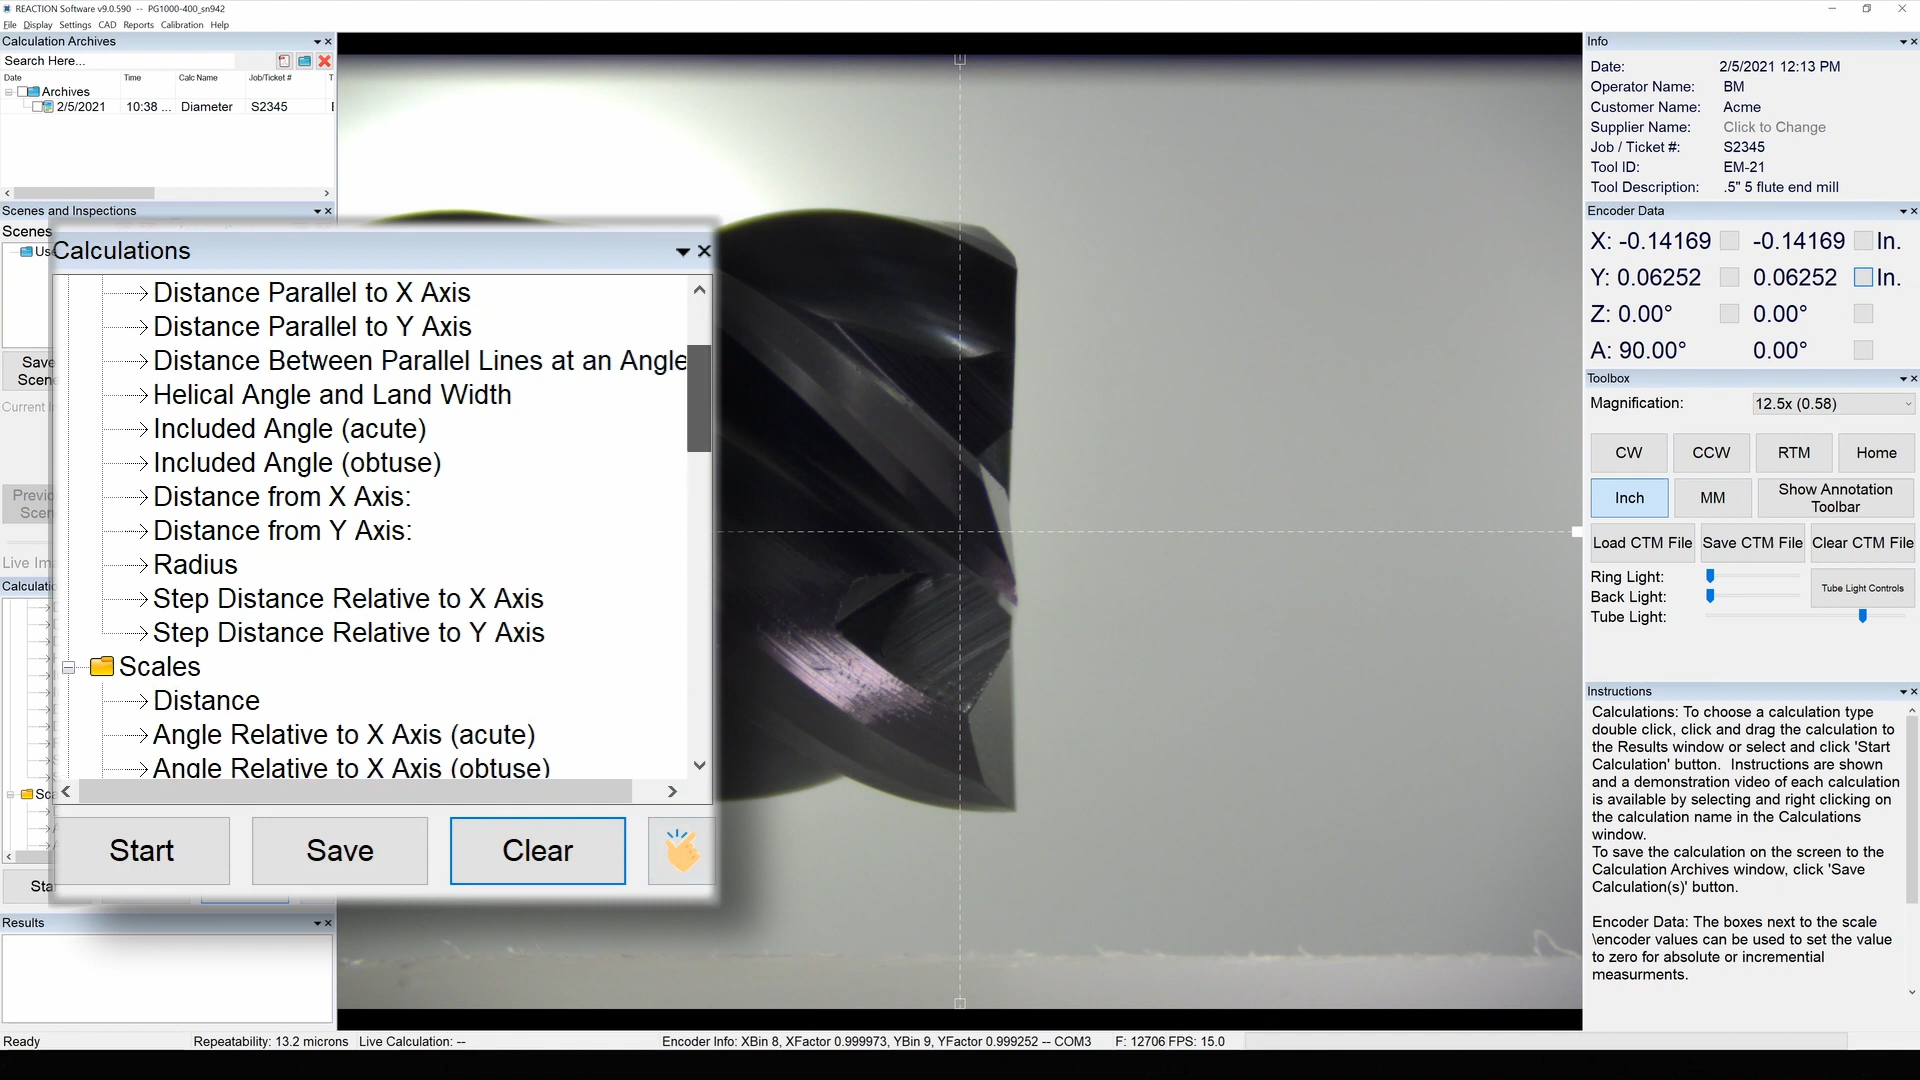 REACTION Software v9.0.590 -- PG1000-400_sn942
File Display Settings CAD Reports Calibration Help
Calculation Archives
Search Here...
Date Time Calc Name Job/Ticket # T
Archives
2/5/2021 10:38 ... Diameter S2345
Scenes and Inspections
Scenes
Calculations
Distance Parallel to X Axis
Distance Parallel to Y Axis
Distance Between Parallel Lines at an Angle
Helical Angle and Land Width
Included Angle (acute)
Included Angle (obtuse)
Distance from X Axis:
Distance from Y Axis:
Radius
Step Distance Relative to X Axis
Step Distance Relative to Y Axis
Scales
Distance
Angle Relative to X Axis (acute)
Angle Relative to X Axis (obtuse)
Start Save Clear
Save
Scen
Current I
Previo
Scen
Live Im
Calculati
Sca
Sta
Results
Info
Date: 2/5/2021 12:13 PM
Operator Name: BM
Customer Name: Acme
Supplier Name: Click to Change
Job / Ticket #: S2345
Tool ID: EM-21
Tool Description: .5" 5 flute end mill
Encoder Data
X: -0.14169 -0.14169 In.
Y: 0.06252 0.06252 In.
Z: 0.00° 0.00°
A: 90.00° 0.00°
Toolbox
Magnification: 12.5x (0.58)
CW CCW RTM Home
Inch MM Show Annotation
Toolbar
Load CTM File Save CTM File Clear CTM File
Ring Light:
Back Light:
Tube Light:
Tube Light Controls
Instructions
Calculations: To choose a calculation type
double click, click and drag the calculation to
the Results window or select and click 'Start
Calculation' button. Instructions are shown
and a demonstration video of each calculation
is available by selecting and right clicking on
the calculation name in the Calculations
window.
To save the calculation on the screen to the
Calculation Archives window, click 'Save
Calculation(s)' button.
Encoder Data: The boxes next to the scale
\encoder values can be used to set the value
to zero for absolute or incremential
measurments.
Ready Repeatability: 13.2 microns Live Calculation: -- Encoder Info: XBin 8, XFactor 0.999973, YBin 9, YFactor 0.999252 -- COM3 F: 12706 FPS: 15.0